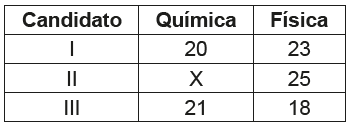 Candidato Química Física
I 20 23
II X 25
III 21 18